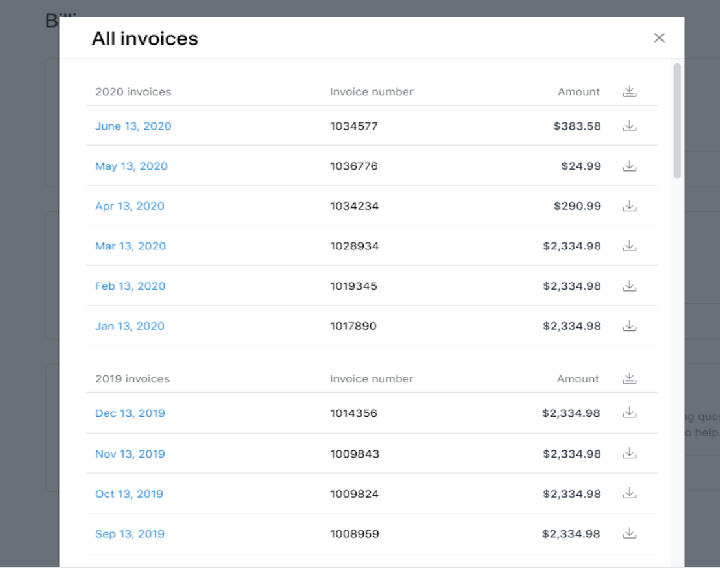 All invoices
2020 invoices Invoice number Amount
June 13, 2020 1034577 $383.58
May 13, 2020 1036776 $24.99
Apr 13, 2020 1034234 $290.99
Mar 13, 2020 1028934 $2,334.98
Feb 13, 2020 1019345 $2,334.98
Jan 13, 2020 1017890 $2,334.98
2019 invoices Invoice number Amount
Dec 13, 2019 1014356 $2,334.98
Nov 13, 2019 1009843 $2,334.98
Oct 13, 2019 1009824 $2,334.98
Sep 13, 2019 1008959 $2,334.98
help.